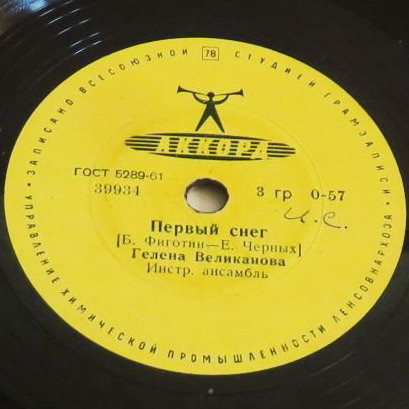 ЗАПИСАНО ВСЕСОЮЗНОЙ 78 СТУДИЕЙ ГРАМЗАПИСИ
АККОРД
ГОСТ 5289-61
39934
3 гр 0-57
И.С.
Первый снег
[Б. Фиготин—Е. Черных]
Гелена Великанова
Инстр. ансамбль
УПРАВЛЕНИЕ ХИМИЧЕСКОЙ ПРОМЫШЛЕННОСТИ ЛЕНСОВНАРХОЗА